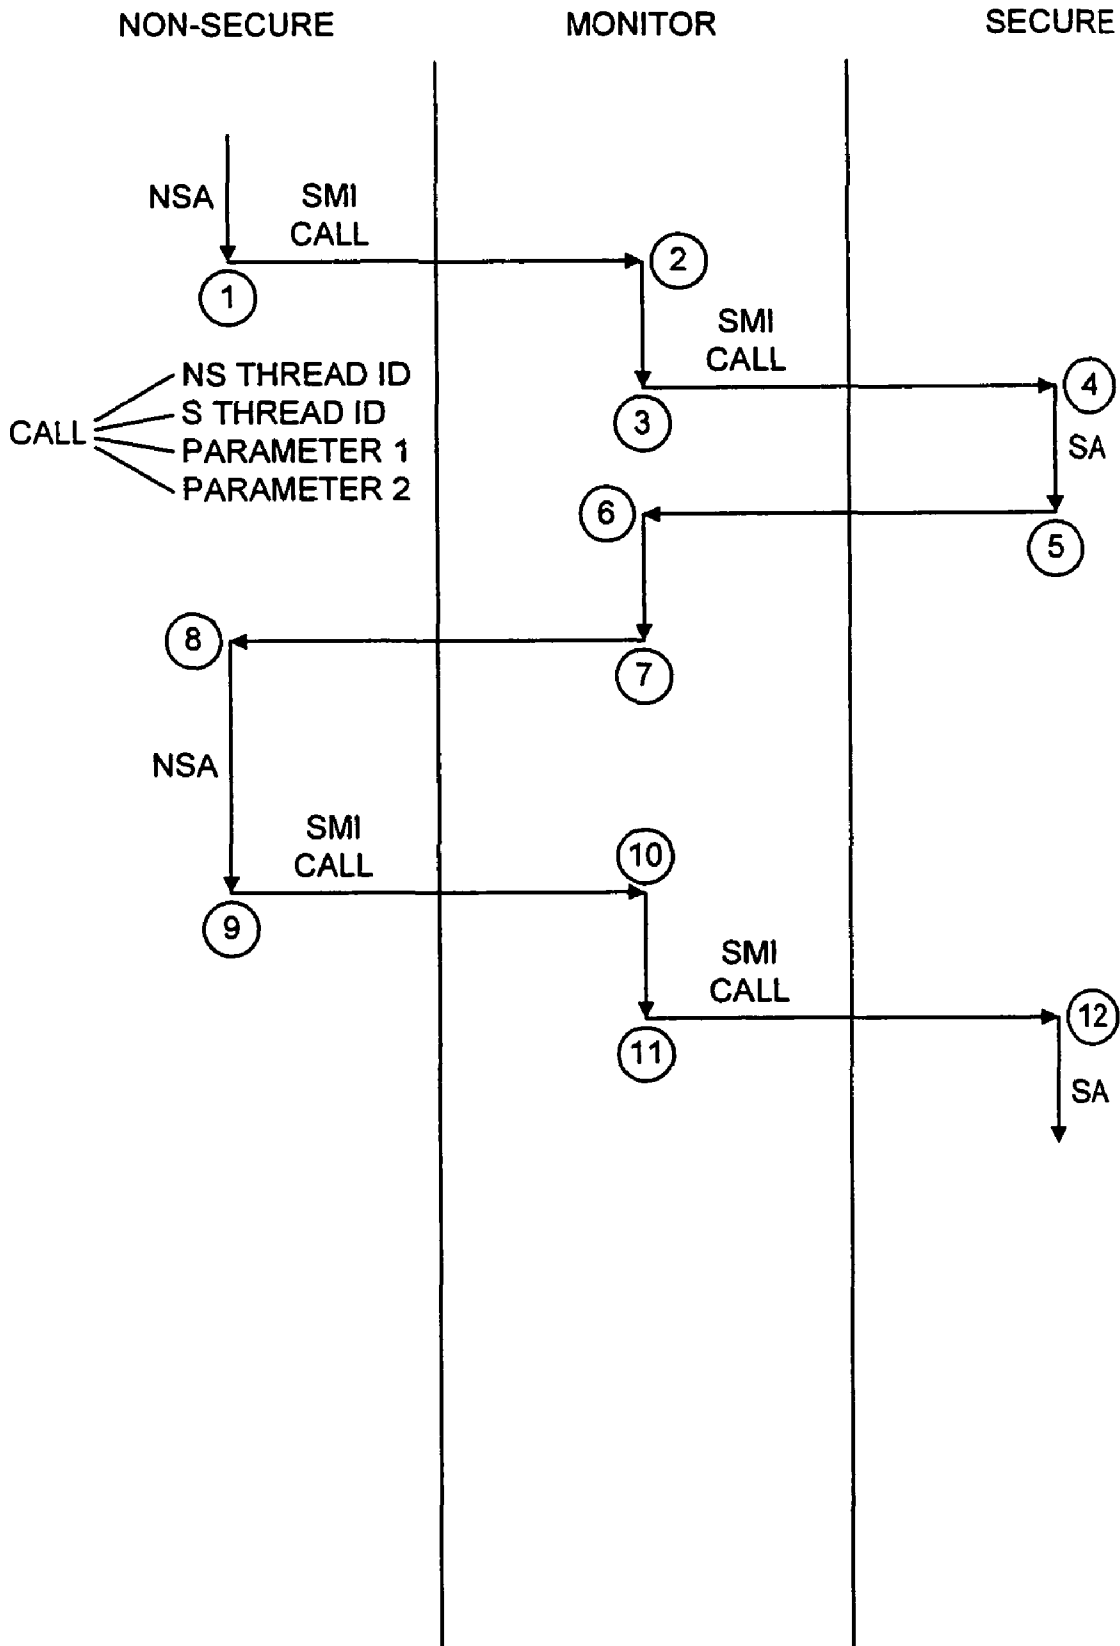 NON-SECURE MONITOR SECURE
NSA
SMI
CALL
1
2
SMI
CALL
3
4
SA
CALL
NS THREAD ID
S THREAD ID
PARAMETER 1
PARAMETER 2
6
5
8
7
NSA
SMI
CALL
10
9
SMI
CALL
11
12
SA